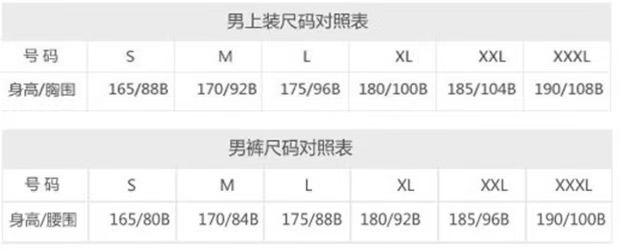 男上装尺码对照表
号码 S M L XL XXL XXXL
身高/胸围 165/88B 170/92B 175/96B 180/100B 185/104B 190/108B
男裤尺码对照表
号码 S M L XL XXL XXXL
身高/腰围 165/80B 170/84B 175/88B 180/92B 185/96B 190/100B